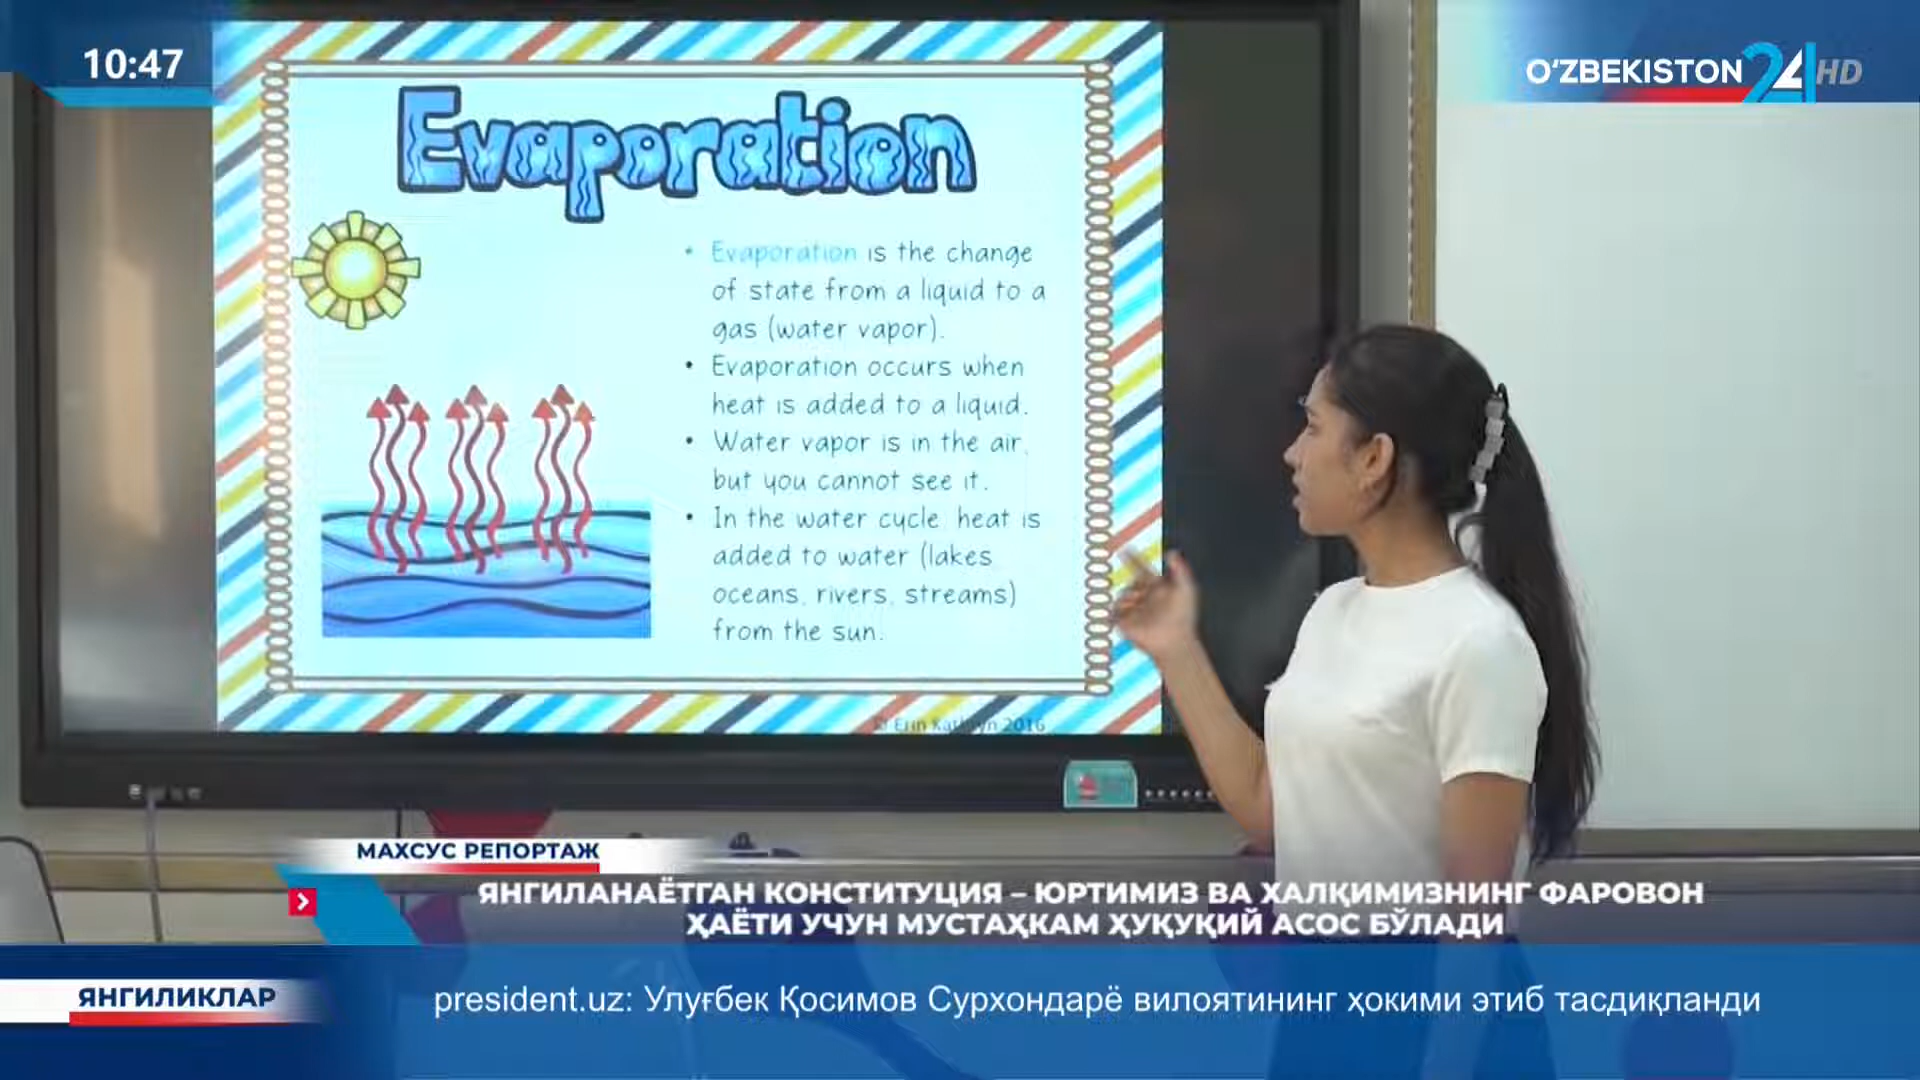 10:47
O‘ZBEKISTON 24 HD
Evaporation
• Evaporation is the change
of state from a liquid to a
gas (water vapor).
• Evaporation occurs when
heat is added to a liquid.
• Water vapor is in the air,
but you cannot see it.
• In the water cycle heat is
added to water (lakes
oceans, rivers, streams)
from the sun.
© Erin Kathryn 2016
МАХСУС РЕПОРТАЖ
ЯНГИЛАНАЁТГАН КОНСТИТУЦИЯ – ЮРТИМИЗ ВА ХАЛҚИМИЗНИНГ ФАРОВОН
ҲАЁТИ УЧУН МУСТАҲКАМ ҲУҚУҚИЙ АСОС БЎЛАДИ
ЯНГИЛИКЛАР
president.uz: Улуғбек Қосимов Сурхондарё вилоятининг ҳокими этиб тасдиқланди